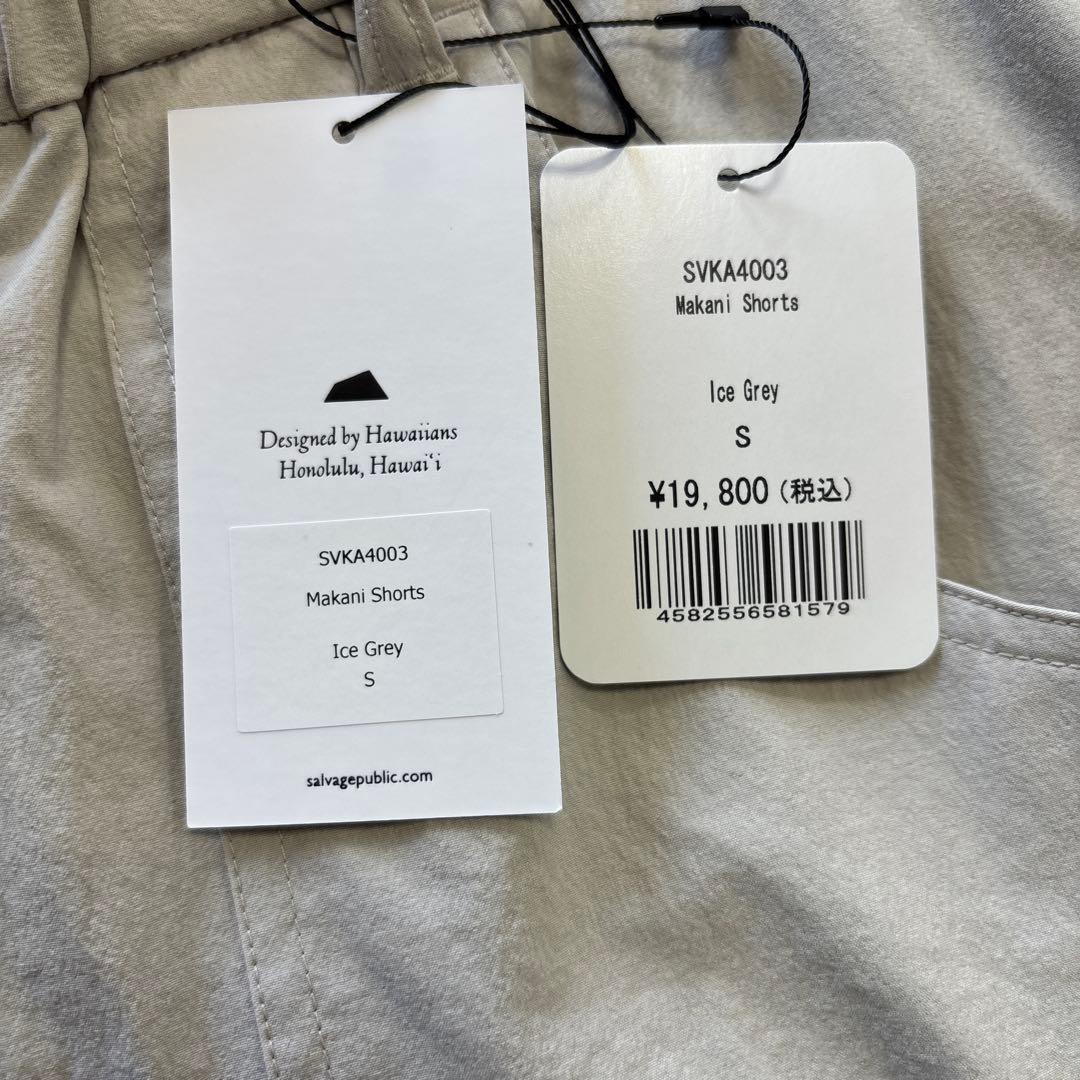 Designed by Hawaiians
Honolulu, Hawaiʻi
SVKA4003
Makani Shorts
Ice Grey
S
salvagepublic.com
SVKA4003
Makani Shorts
Ice Grey
S
¥19,800(税込)
4582556581579